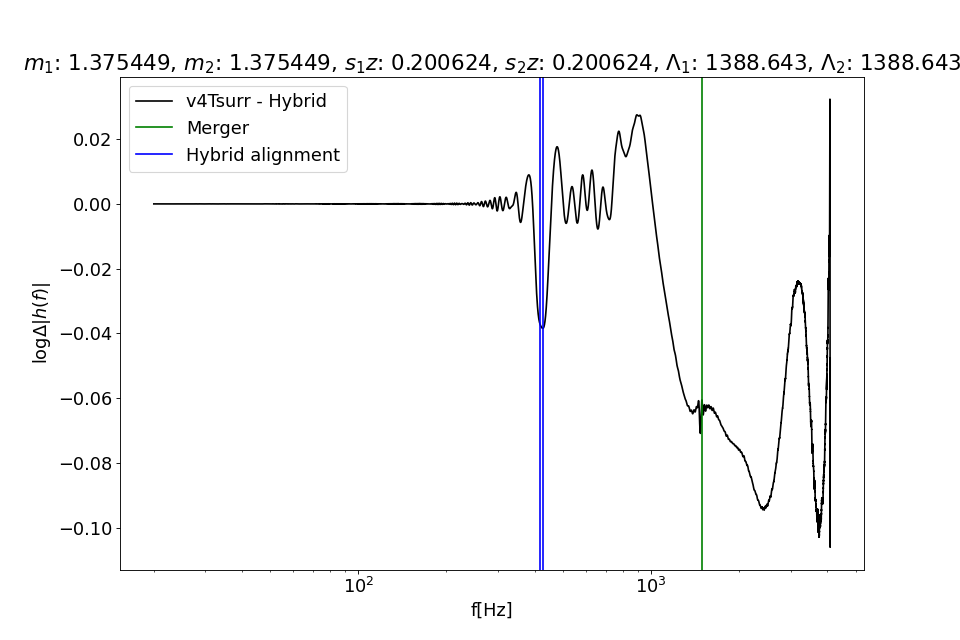 m₁: 1.375449, m₂: 1.375449, s₁z: 0.200624, s₂z: 0.200624, Λ₁: 1388.643, Λ₂: 1388.643
v4Tsurr - Hybrid
Merger
Hybrid alignment
0.02
0.00
−0.02
−0.04
−0.06
−0.08
−0.10
logΔ|h(f)|
10² 10³
f[Hz]